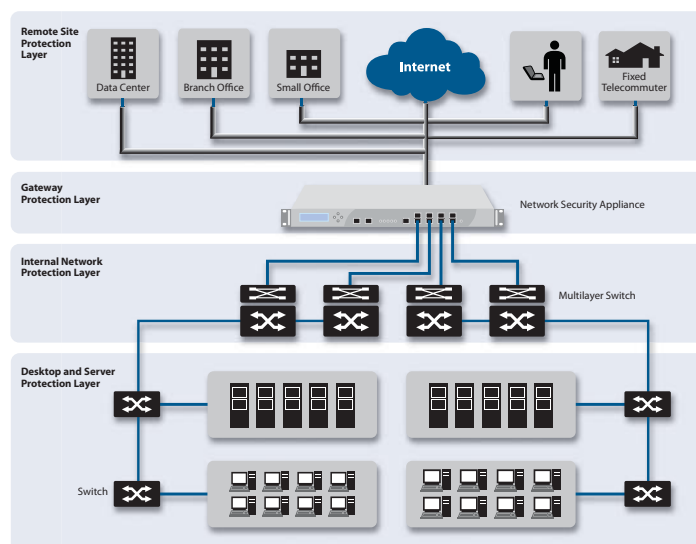 Remote Site
Protection
Layer
Data Center
Branch Office
Small Office
Internet
Fixed
Telecommuter
Gateway
Protection Layer
Network Security Appliance
Internal Network
Protection Layer
Multilayer Switch
Desktop and Server
Protection Layer
Switch